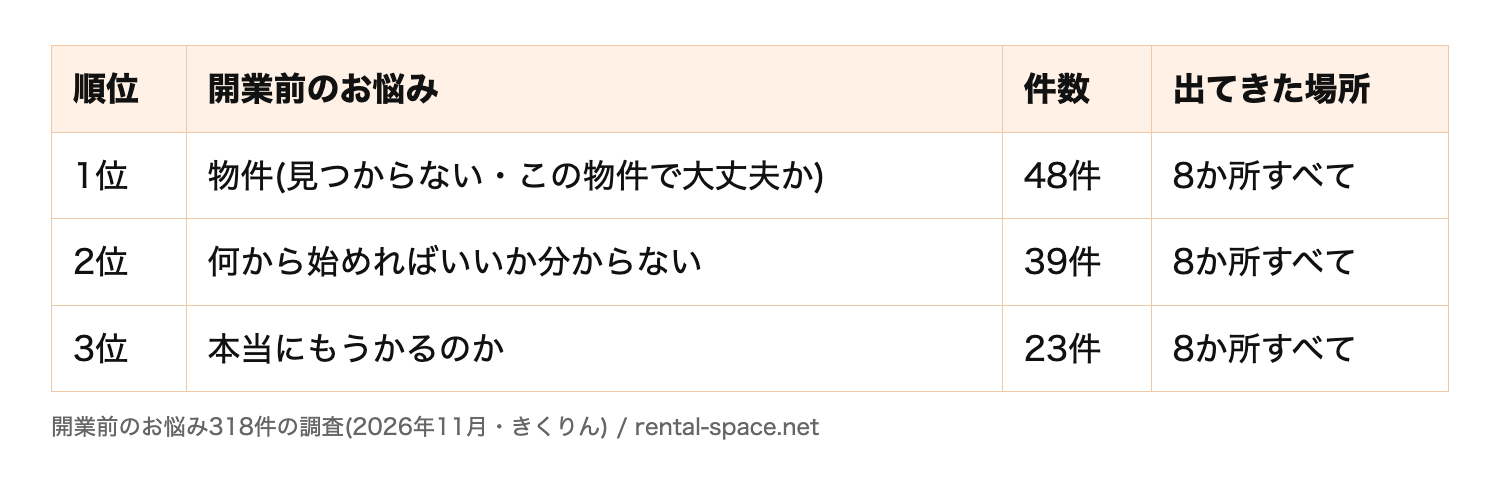 順位 開業前のお悩み 件数 出てきた場所
1位 物件(見つからない・この物件で大丈夫か) 48件 8か所すべて
2位 何から始めればいいか分からない 39件 8か所すべて
3位 本当にもうかるのか 23件 8か所すべて
開業前のお悩み318件の調査(2026年11月・きくりん) / rental-space.net